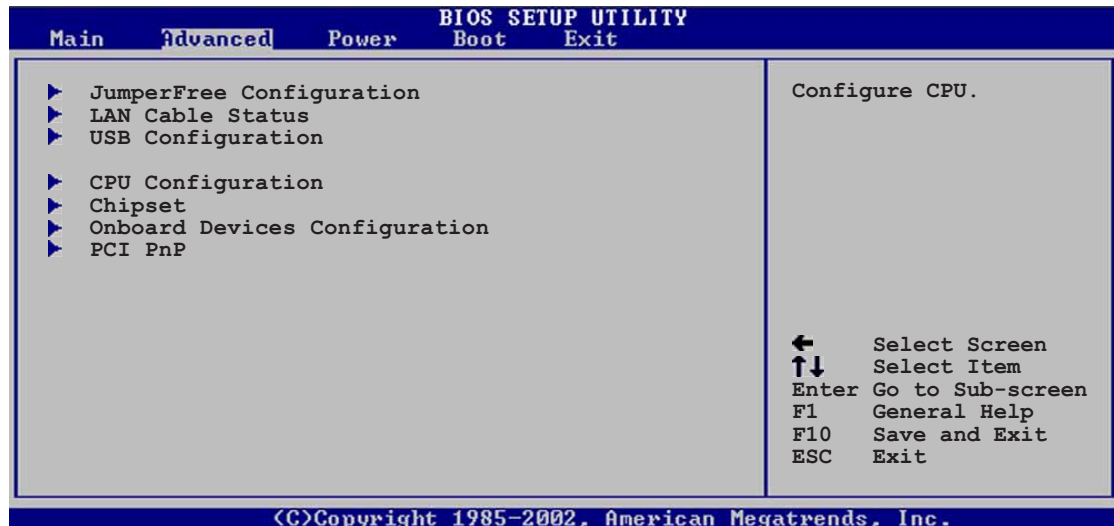 BIOS SETUP UTILITY
Main Advanced Power Boot Exit
JumperFree Configuration
LAN Cable Status
USB Configuration
CPU Configuration
Chipset
Onboard Devices Configuration
PCI PnP
Configure CPU.
← Select Screen
↑↓ Select Item
Enter Go to Sub-screen
F1 General Help
F10 Save and Exit
ESC Exit
(C)Copyright 1985-2002, American Megatrends, Inc.